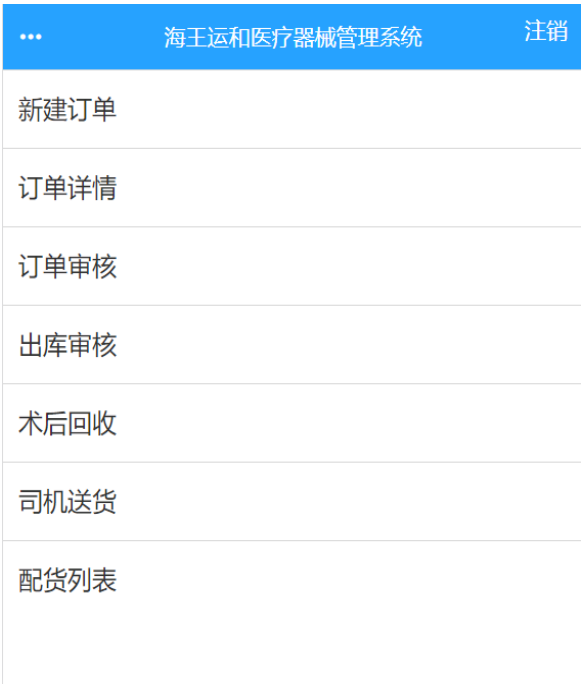 ... 海王运和医疗器械管理系统 注销
新建订单
订单详情
订单审核
出库审核
术后回收
司机送货
配货列表